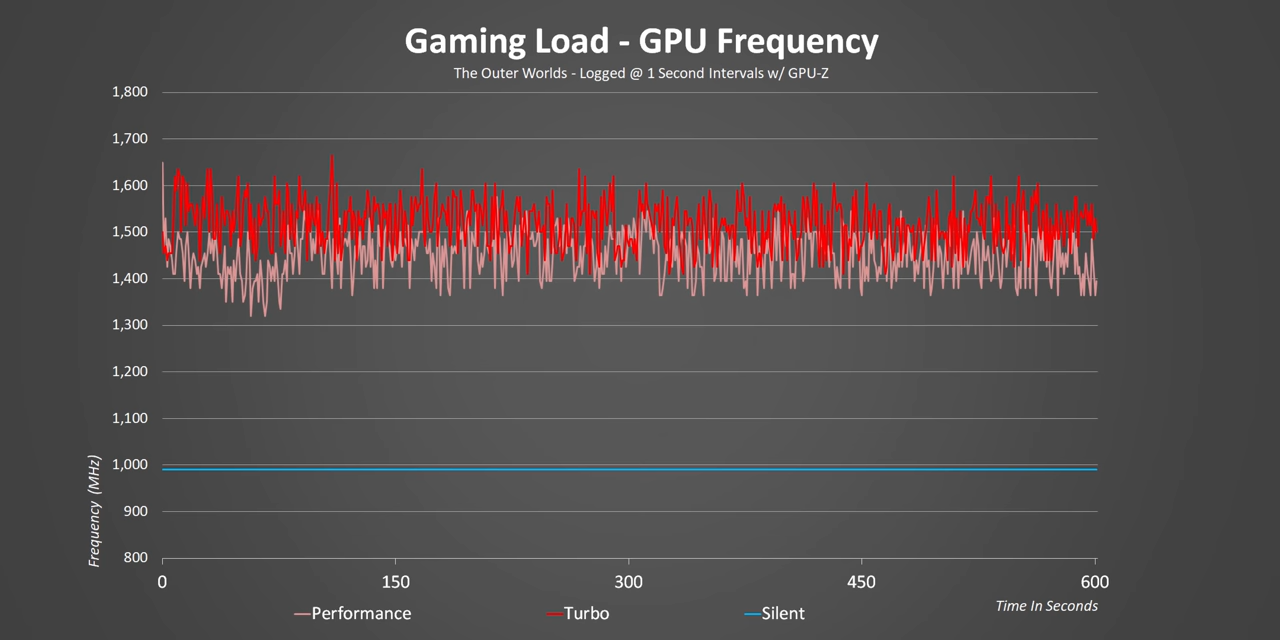 Gaming Load - GPU Frequency
The Outer Worlds - Logged @ 1 Second Intervals w/ GPU-Z
1,800
1,700
1,600
1,500
1,400
1,300
1,200
1,100
1,000
900
800
Frequency (MHz)
0 150 300 450 600
Time In Seconds
Performance Turbo Silent